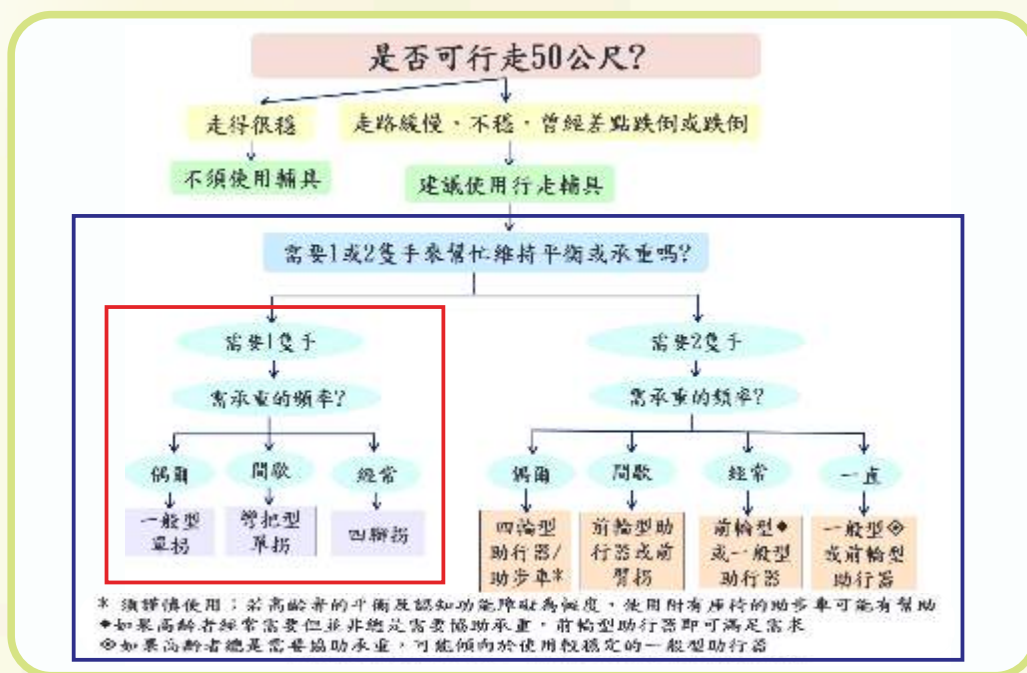 是否可行走50公尺?
走得很穩
走路緩慢、不穩,曾經差點跌倒或跌倒
不須使用輔具
建議使用行走輔具
需要1或2隻手來幫忙維持平衡或承重嗎?
需要1隻手
需要2隻手
需承重的頻率?
需承重的頻率?
偶爾
間歇
經常
偶爾
間歇
經常
一直
一般型
單拐
彎把型
單拐
四腳拐
四輪型
助行器/
助步車*
前輪型助
行器或前
臂拐
前輪型◆
或一般型
助行器
一般型◈
或前輪型
助行器
* 須謹慎使用;若高齡者的平衡及認知功能障礙為輕度,使用附有座椅的助步車可能有幫助
◆如果高齡者經常需要但並非總是需要協助承重,前輪型助行器即可滿足需求
◈如果高齡者總是需要協助承重,可能傾向於使用較穩定的一般型助行器